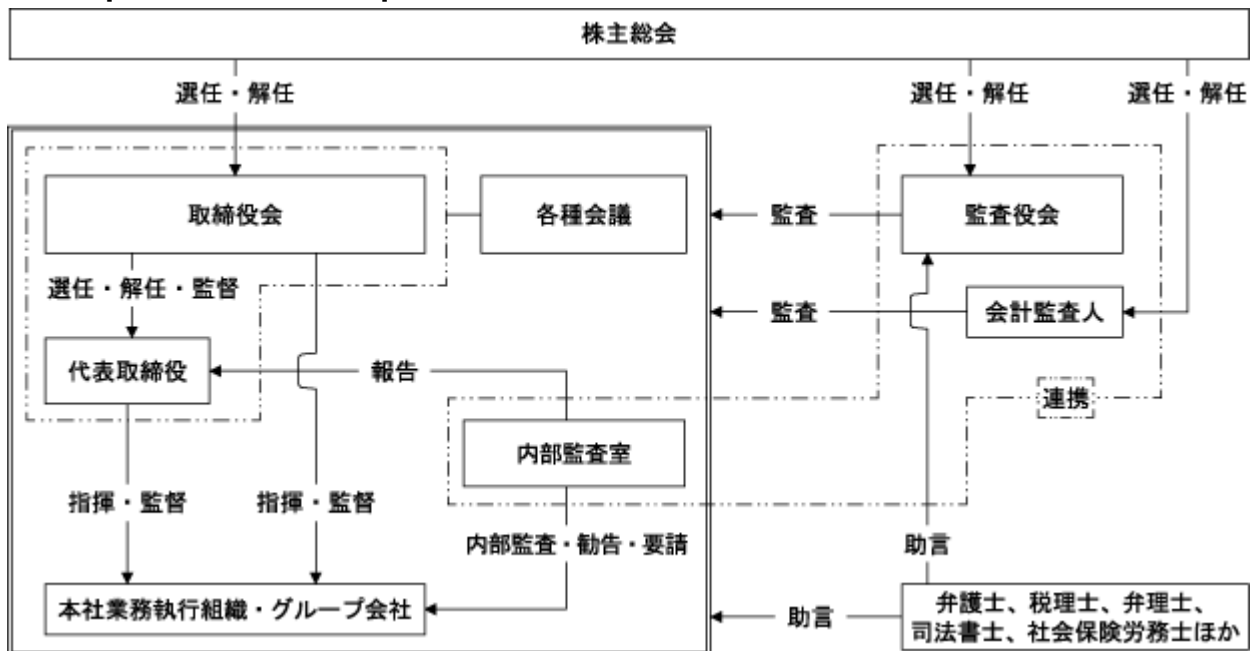 株主総会
選任・解任
選任・解任
選任・解任
取締役会
各種会議
監査
監査役会
選任・解任・監督
監査
会計監査人
代表取締役
報告
連携
内部監査室
指揮・監督
指揮・監督
内部監査・勧告・要請
助言
本社業務執行組織・グループ会社
助言
弁護士、税理士、弁理士、
司法書士、社会保険労務士ほか